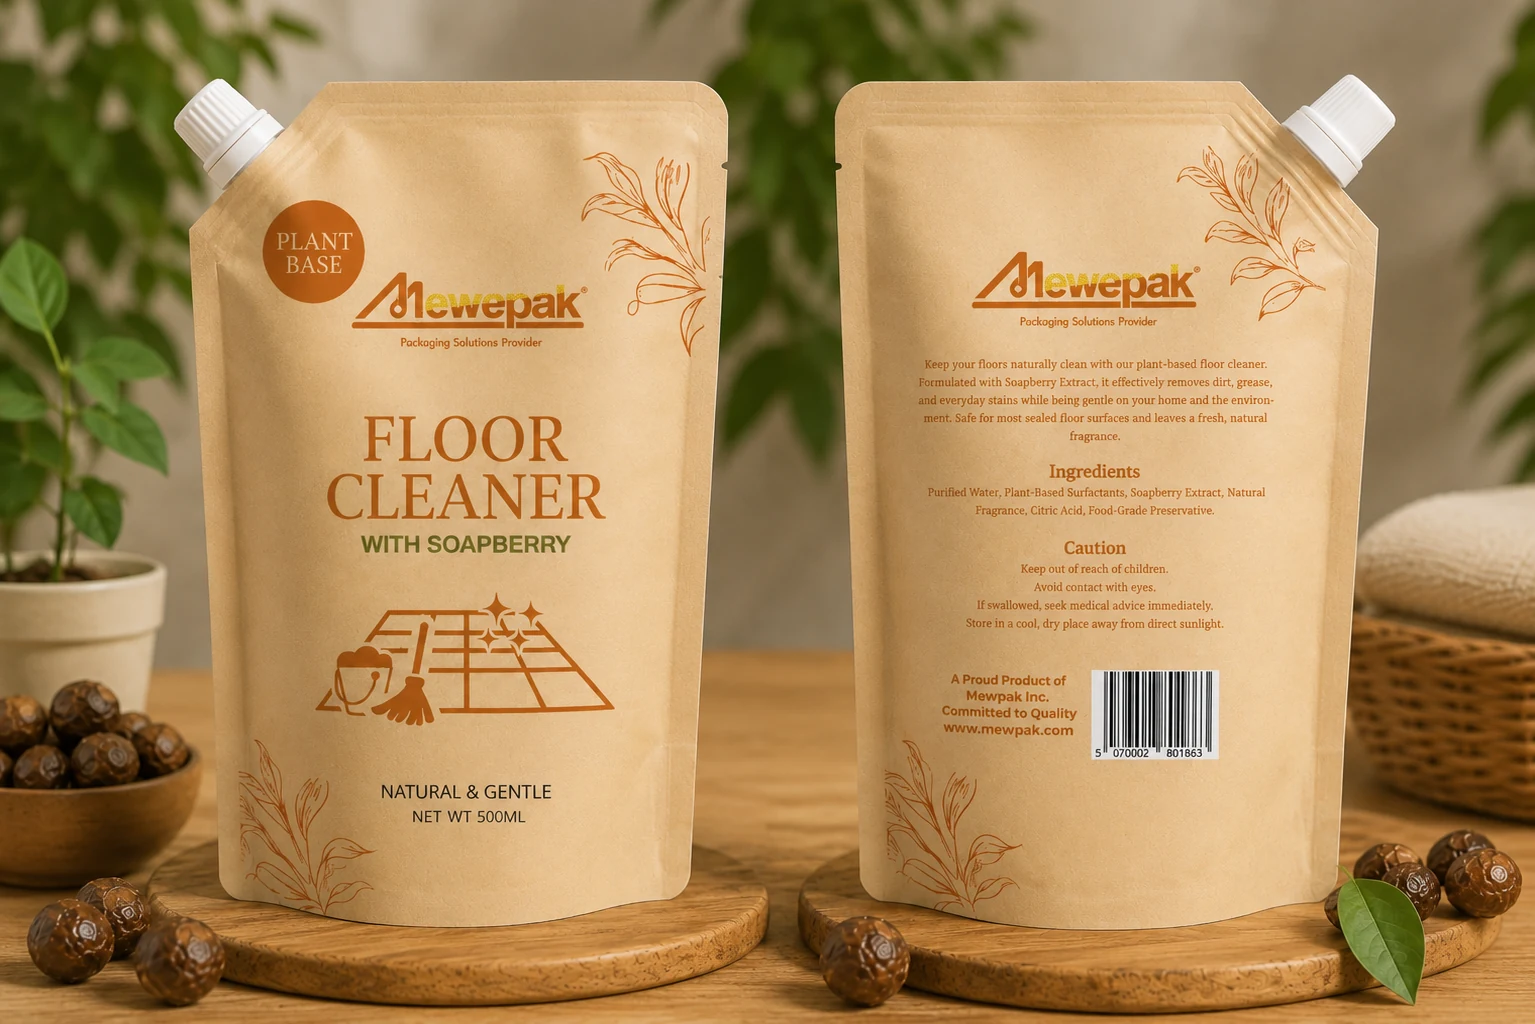 PLANT
BASE
Mewepak®
Packaging Solutions Provider
FLOOR
CLEANER
WITH SOAPBERRY
NATURAL & GENTLE
NET WT 500ML
Mewepak®
Packaging Solutions Provider
Keep your floors naturally clean with our plant-based floor cleaner.
Formulated with Soapberry Extract, it effectively removes dirt, grease,
and everyday stains while being gentle on your home and the environ-
ment. Safe for most sealed floor surfaces and leaves a fresh, natural
fragrance.
Ingredients
Purified Water, Plant-Based Surfactants, Soapberry Extract, Natural
Fragrance, Citric Acid, Food-Grade Preservative.
Caution
Keep out of reach of children.
Avoid contact with eyes.
If swallowed, seek medical advice immediately.
Store in a cool, dry place away from direct sunlight.
A Proud Product of
Mewpak Inc.
Committed to Quality
www.mewpak.com
5 070002 801863